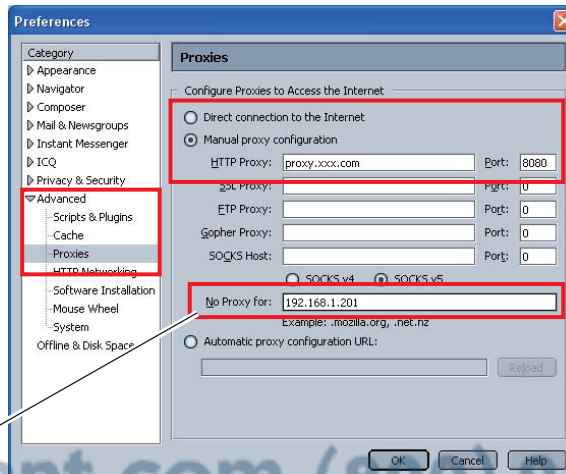 Preferences
Category
Appearance
Navigator
Composer
Mail & Newsgroups
Instant Messenger
ICQ
Privacy & Security
Advanced
Scripts & Plugins
Cache
Proxies
HTTP Networking
Software Installation
Mouse Wheel
System
Offline & Disk Space
Proxies
Configure Proxies to Access the Internet
Direct connection to the Internet
Manual proxy configuration
HTTP Proxy: proxy.xxx.com Port: 8080
SSL Proxy: Port: 0
FTP Proxy: Port: 0
Gopher Proxy: Port: 0
SOCKS Host: Port: 0
SOCKS v4 SOCKS v5
No Proxy for: 192.168.1.201
Example: .mozilla.org, .net.nz
Automatic proxy configuration URL:
Reload
OK Cancel Help